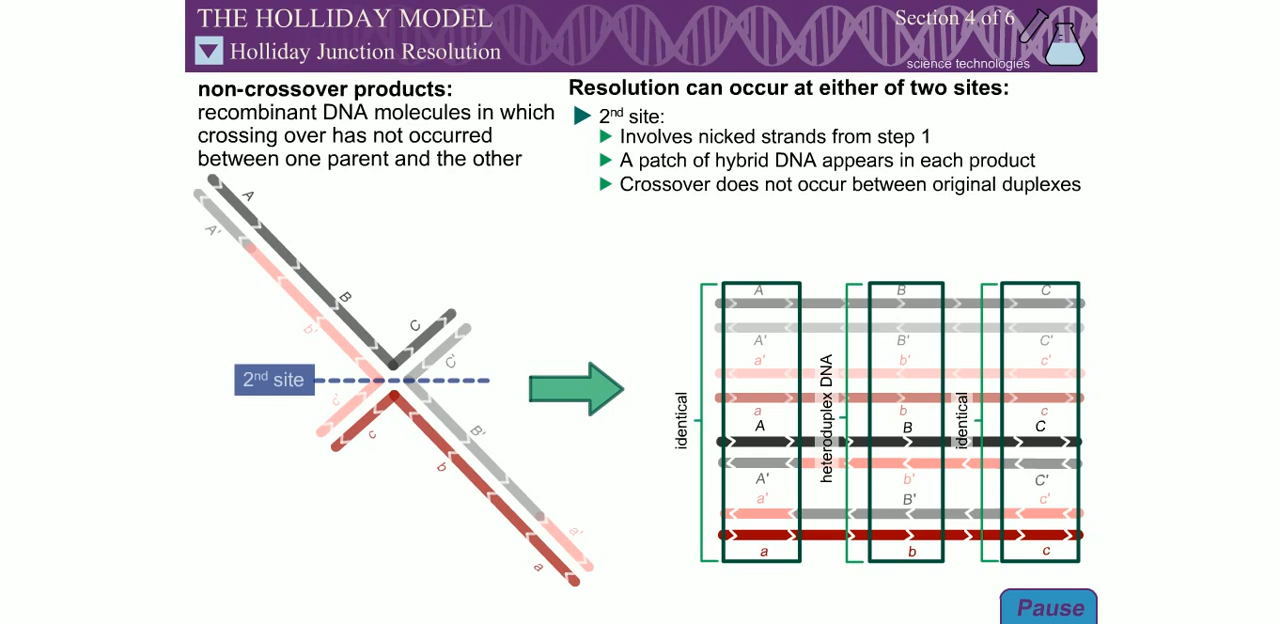 THE HOLLIDAY MODEL
Section 4 of 6
Holliday Junction Resolution
science technologies
non-crossover products:
recombinant DNA molecules in which
crossing over has not occurred
between one parent and the other
Resolution can occur at either of two sites:
2nd site:
Involves nicked strands from step 1
A patch of hybrid DNA appears in each product
Crossover does not occur between original duplexes
A
A'
B
b'
C
C'
2nd site
c'
c
B'
b
a'
a
A B C
A' B' C'
a' b' c'
a b c
A B C
A' b' C'
a' B' c'
a b c
identical
heteroduplex DNA
identical
Pause